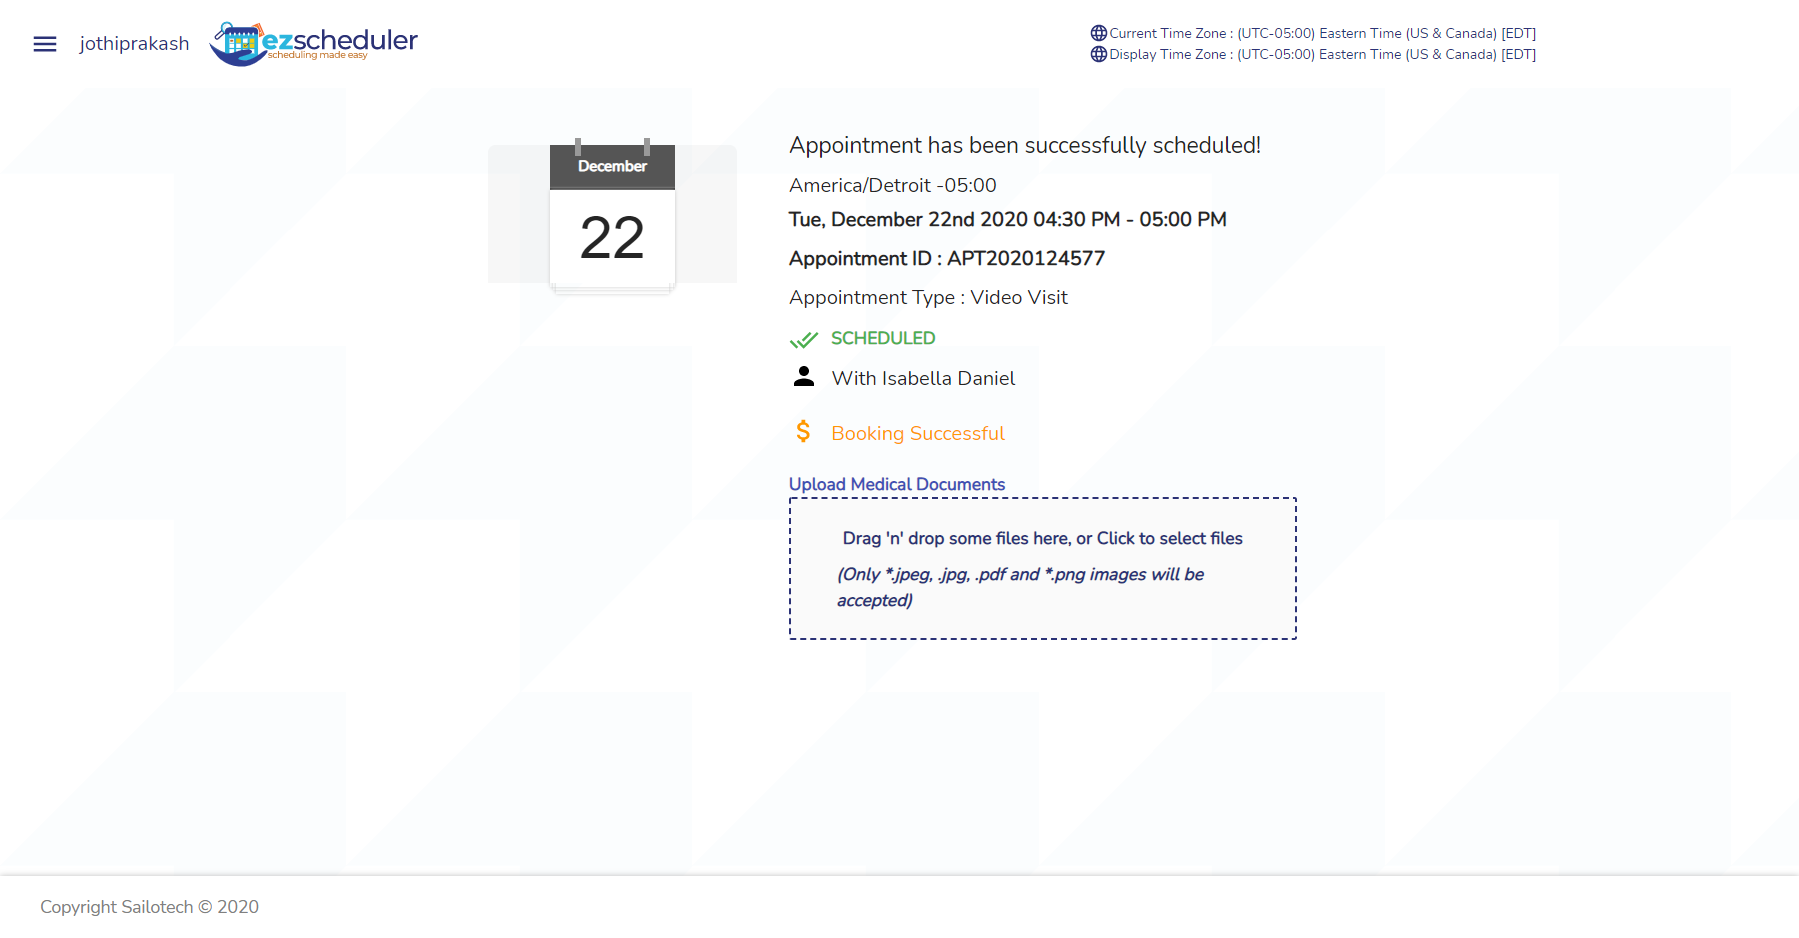 jothiprakash
ezscheduler
scheduling made easy
Current Time Zone : (UTC-05:00) Eastern Time (US & Canada) [EDT]
Display Time Zone : (UTC-05:00) Eastern Time (US & Canada) [EDT]
December
22
Appointment has been successfully scheduled!
America/Detroit -05:00
Tue, December 22nd 2020 04:30 PM - 05:00 PM
Appointment ID : APT2020124577
Appointment Type : Video Visit
SCHEDULED
With Isabella Daniel
$ Booking Successful
Upload Medical Documents
Drag 'n' drop some files here, or Click to select files
(Only *.jpeg, .jpg, .pdf and *.png images will be
accepted)
Copyright Sailotech © 2020